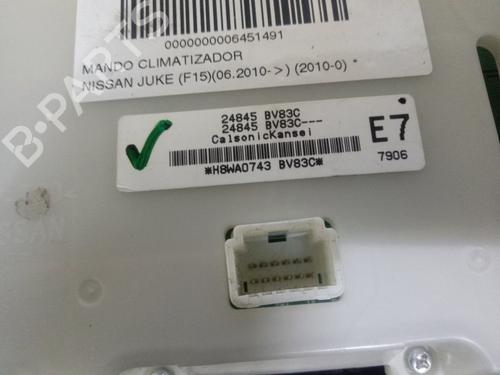 0000000006451491
MANDO CLIMATIZADOR
NISSAN JUKE (F15)(06.2010->) (2010-0) *
24845 BV83C
24845 BV83C---
CalsonicKansei
E7
*H8WA0743 BV83C*
7906
B-PARTS